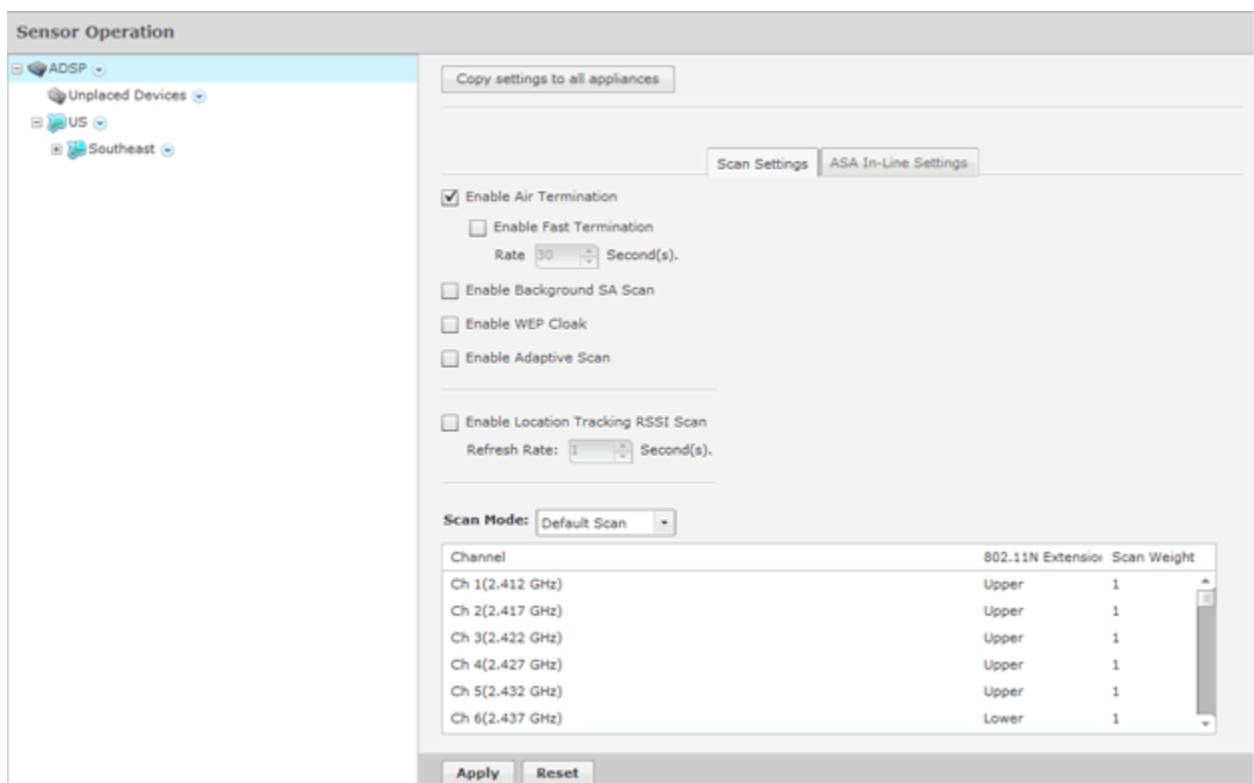 Sensor Operation
ADSP
Unplaced Devices
US
Southeast
Copy settings to all appliances
Scan Settings
ASA In-Line Settings
Enable Air Termination
Enable Fast Termination
Rate 30 Second(s).
Enable Background SA Scan
Enable WEP Cloak
Enable Adaptive Scan
Enable Location Tracking RSSI Scan
Refresh Rate: 1 Second(s).
Scan Mode: Default Scan
Channel 802.11N Extension Scan Weight
Ch 1(2.412 GHz) Upper 1
Ch 2(2.417 GHz) Upper 1
Ch 3(2.422 GHz) Upper 1
Ch 4(2.427 GHz) Upper 1
Ch 5(2.432 GHz) Upper 1
Ch 6(2.437 GHz) Lower 1
Apply Reset